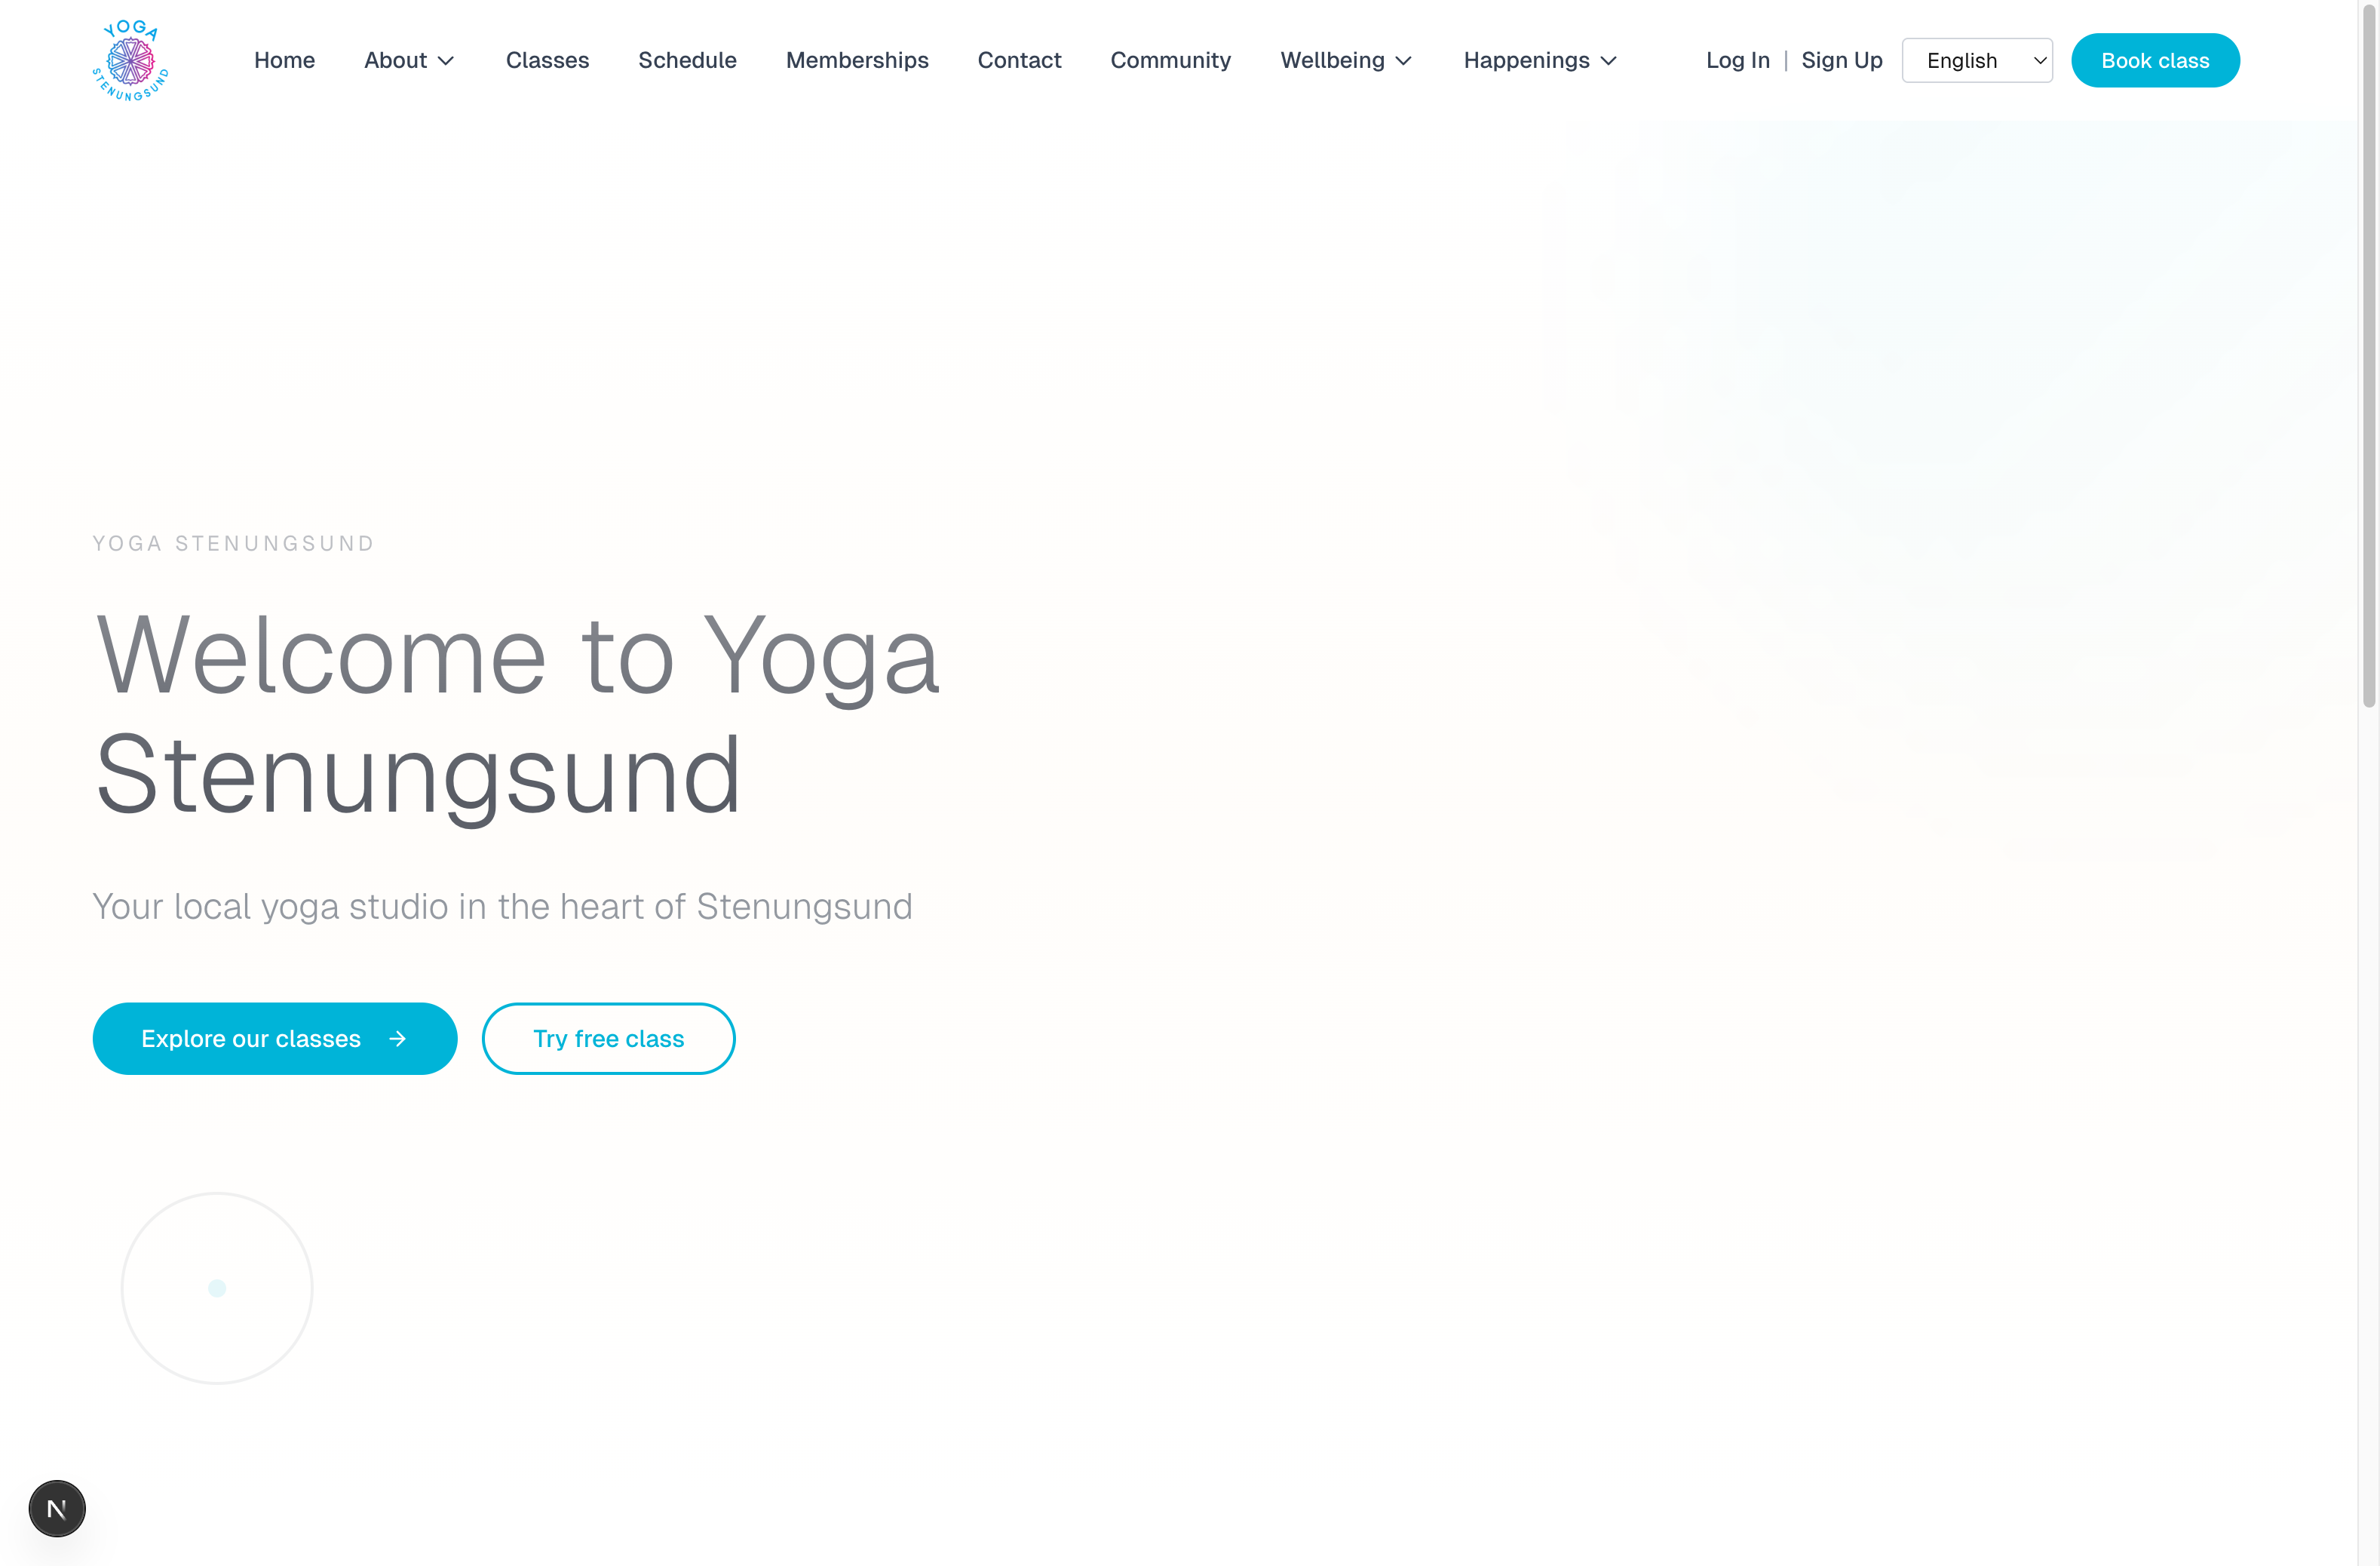 YOGA
STENUNGSUND
Home
About
Classes
Schedule
Memberships
Contact
Community
Wellbeing
Happenings
Log In | Sign Up
English
Book class
YOGA STENUNGSUND
Welcome to Yoga
Stenungsund
Your local yoga studio in the heart of Stenungsund
Explore our classes →
Try free class
N